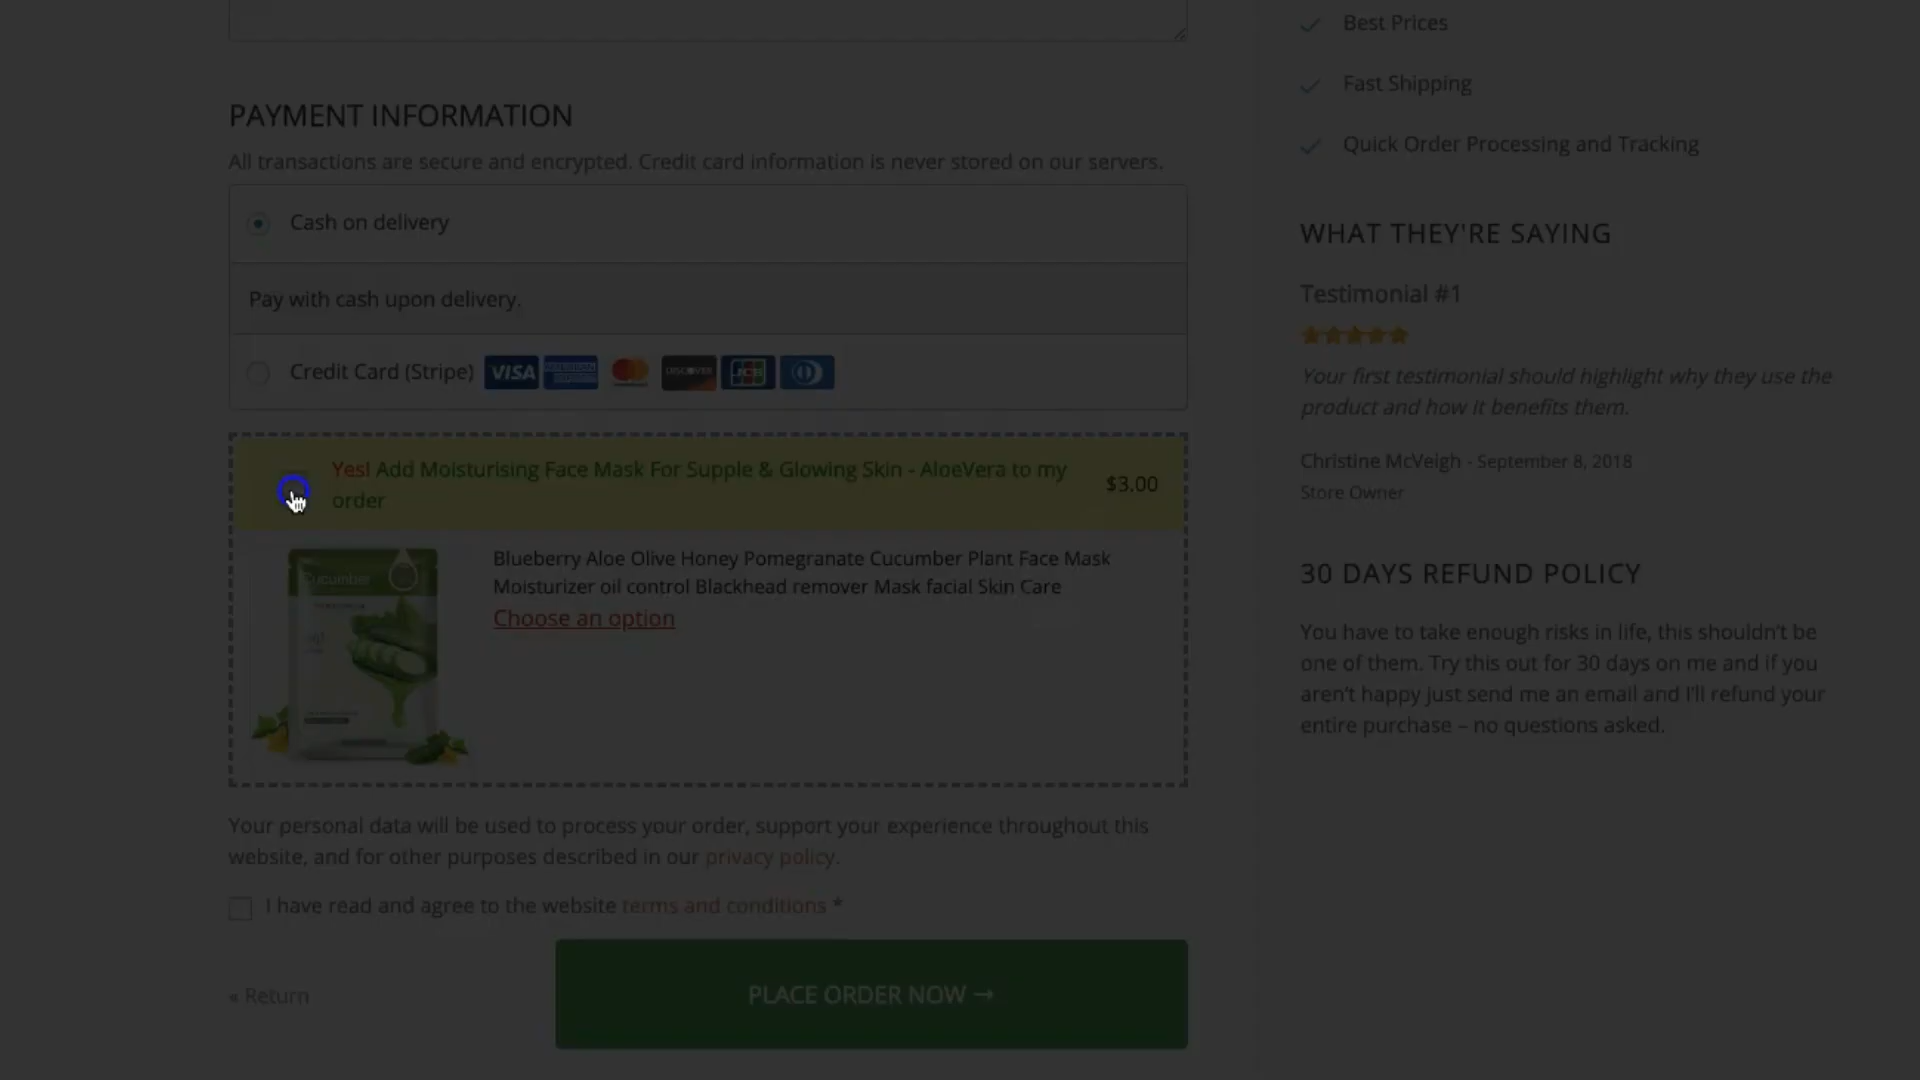 PAYMENT INFORMATION
All transactions are secure and encrypted. Credit card information is never stored on our servers.
Cash on delivery
Pay with cash upon delivery.
Credit Card (Stripe) VISA AMERICAN EXPRESS DISCOVER JCB
Yes! Add Moisturising Face Mask For Supple & Glowing Skin - AloeVera to my
order
$3.00
Cucumber
Blueberry Aloe Olive Honey Pomegranate Cucumber Plant Face Mask
Moisturizer oil control Blackhead remover Mask facial Skin Care
Choose an option
Your personal data will be used to process your order, support your experience throughout this
website, and for other purposes described in our privacy policy.
I have read and agree to the website terms and conditions *
« Return
PLACE ORDER NOW →
Best Prices
Fast Shipping
Quick Order Processing and Tracking
WHAT THEY'RE SAYING
Testimonial #1
Your first testimonial should highlight why they use the
product and how it benefits them.
Christine McVeigh - September 8, 2018
Store Owner
30 DAYS REFUND POLICY
You have to take enough risks in life, this shouldn't be
one of them. Try this out for 30 days on me and if you
aren't happy just send me an email and I'll refund your
entire purchase – no questions asked.